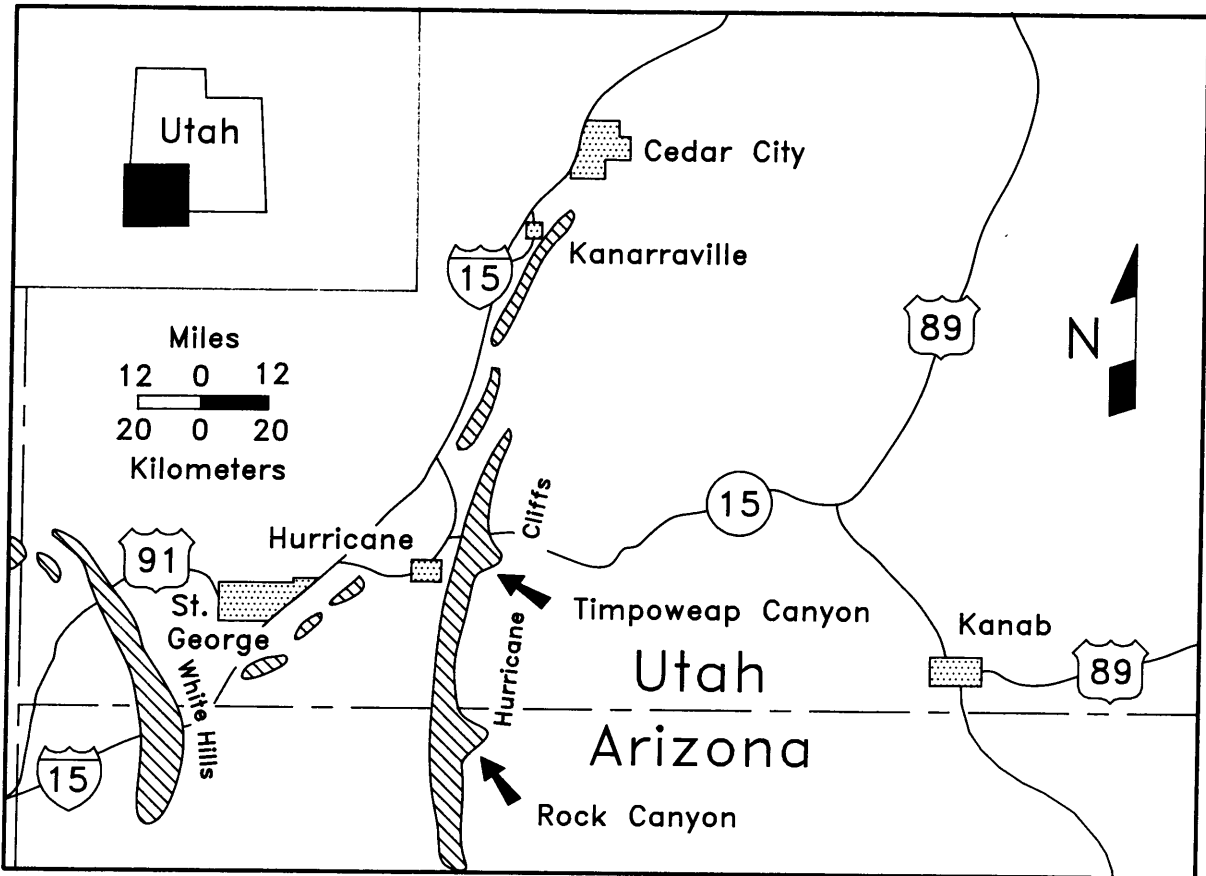 Utah
Cedar City
Kanarraville
15
89
N
Miles
12 0 12
20 0 20
Kilometers
Cliffs
15
Hurricane
91
St.
George
Timpoweap Canyon
Kanab
Hurricane
White Hills
Utah
89
Arizona
15
Rock Canyon